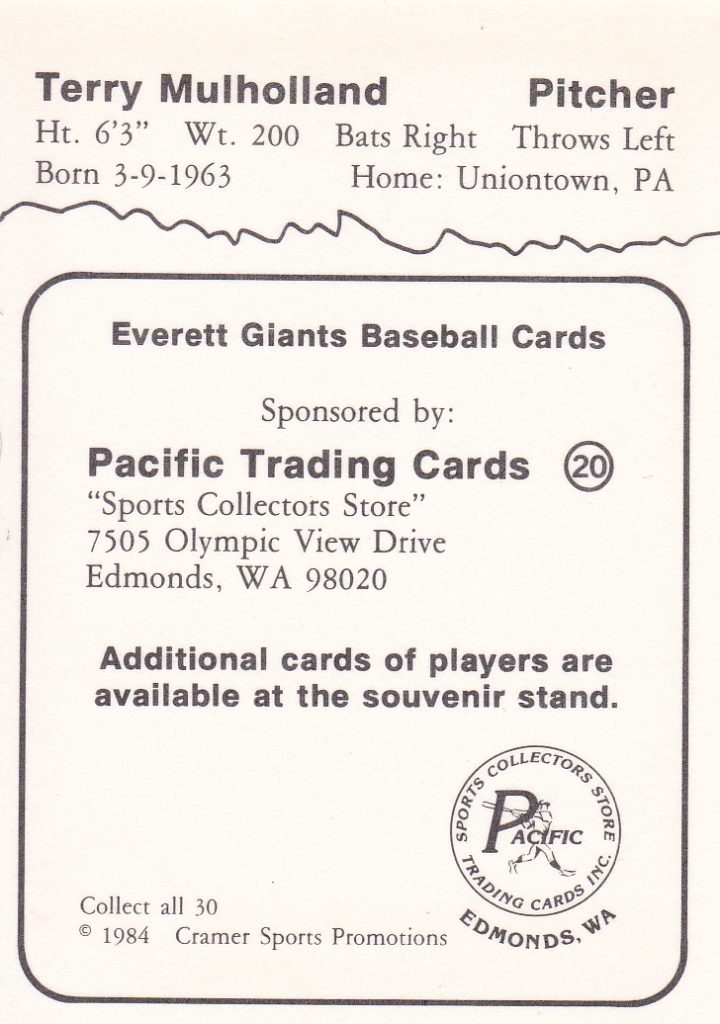 Terry Mulholland Pitcher
Ht. 6'3" Wt. 200 Bats Right Throws Left
Born 3-9-1963 Home: Uniontown, PA
Everett Giants Baseball Cards
Sponsored by:
Pacific Trading Cards 20
"Sports Collectors Store"
7505 Olympic View Drive
Edmonds, WA 98020
Additional cards of players are
available at the souvenir stand.
SPORTS COLLECTORS STORE
PACIFIC
TRADING CARDS INC.
EDMONDS, WA
Collect all 30
© 1984 Cramer Sports Promotions